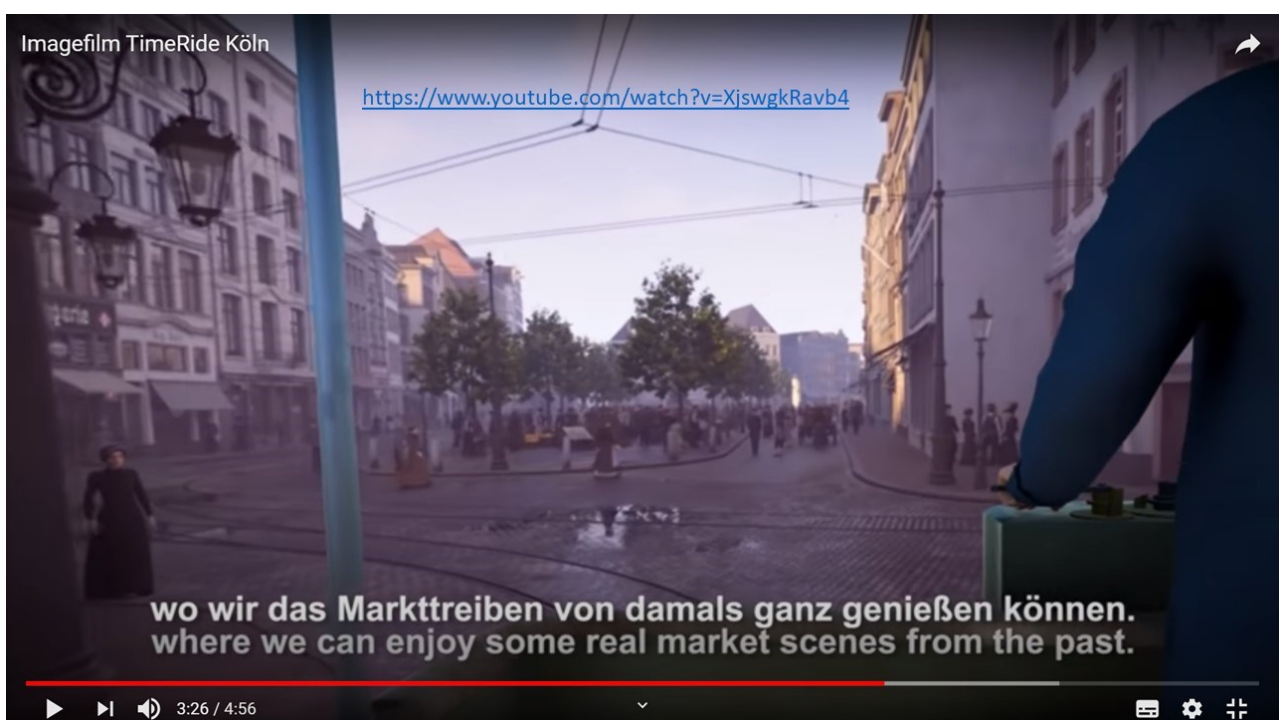 Imagefilm TimeRide Köln
https://www.youtube.com/watch?v=XjswgkRavb4
wo wir das Markttreiben von damals ganz genießen können.
where we can enjoy some real market scenes from the past.
3:26 / 4:56